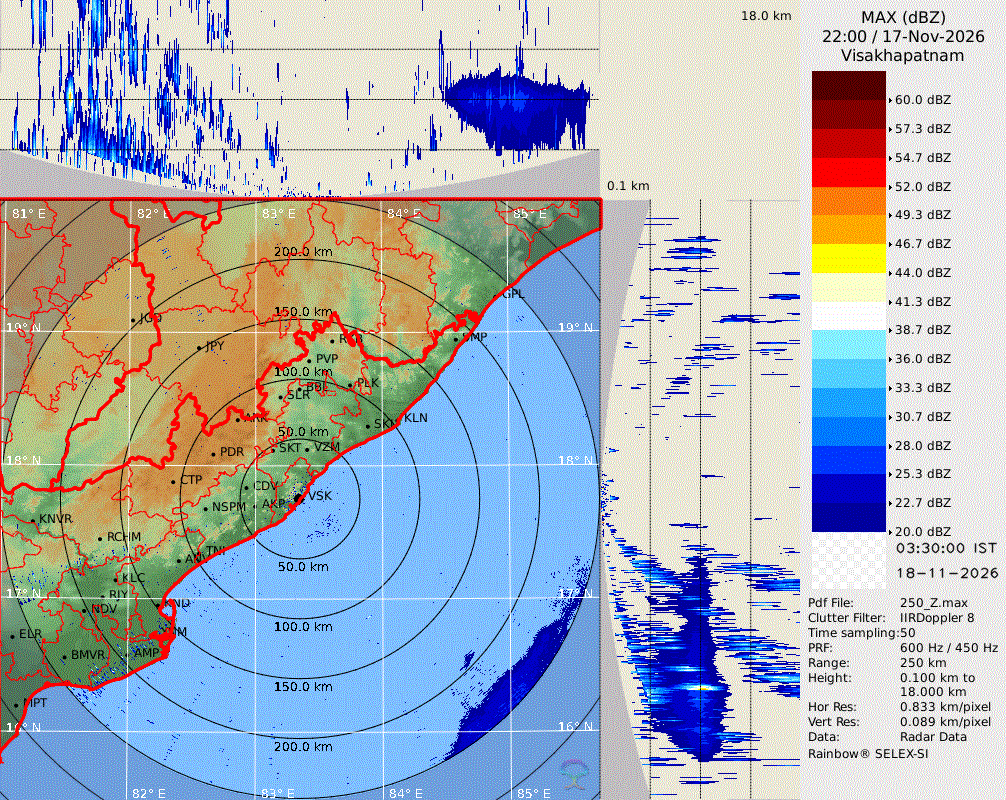 18.0 km
0.1 km
MAX (dBZ)
22:00 / 17-Nov-2026
Visakhapatnam
60.0 dBZ
57.3 dBZ
54.7 dBZ
52.0 dBZ
49.3 dBZ
46.7 dBZ
44.0 dBZ
41.3 dBZ
38.7 dBZ
36.0 dBZ
33.3 dBZ
30.7 dBZ
28.0 dBZ
25.3 dBZ
22.7 dBZ
20.0 dBZ
03:30:00 IST
18-11-2026
Pdf File: 250_Z.max
Clutter Filter: IIRDoppler 8
Time sampling:50
PRF: 600 Hz / 450 Hz
Range: 250 km
Height: 0.100 km to
18.000 km
Hor Res: 0.833 km/pixel
Vert Res: 0.089 km/pixel
Data: Radar Data
Rainbow® SELEX-SI
81° E 82° E 83° E 84° E 85° E
200.0 km
GPL
150.0 km
19° N 19° N
JPY
PVP
100.0 km
BBL PLK
SLR
KLN
50.0 km
SKT VZM
PDR
18° N 18° N
CTP
CDV
VSK
NSPM AKP
KNVR
RCHM
TNI
50.0 km
KLC
RJY
17° N 17° N
KND
NDV
100.0 km
ELR
BMVR AMP
150.0 km
16° N 16° N
200.0 km
82° E 83° E 84° E 85° E